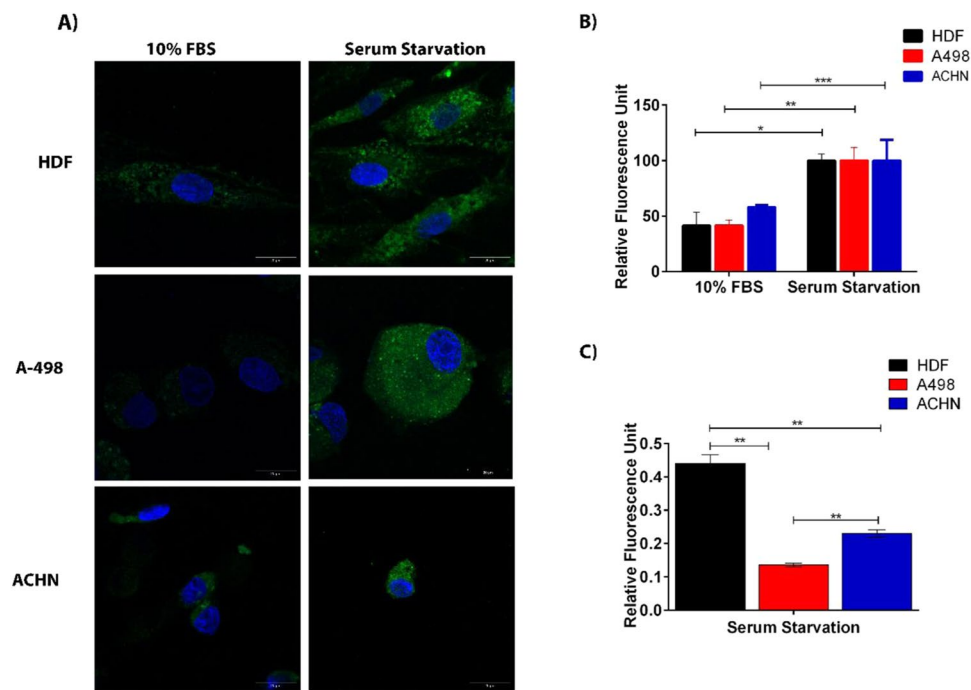 A)
10% FBS
Serum Starvation
HDF
A-498
ACHN
B)
HDF
A498
ACHN
Relative Fluorescence Unit
150
100
50
0
***
**
*
10% FBS
Serum Starvation
C)
HDF
A498
ACHN
Relative Fluorescence Unit
0.5
0.4
0.3
0.2
0.1
0.0
**
**
**
Serum Starvation